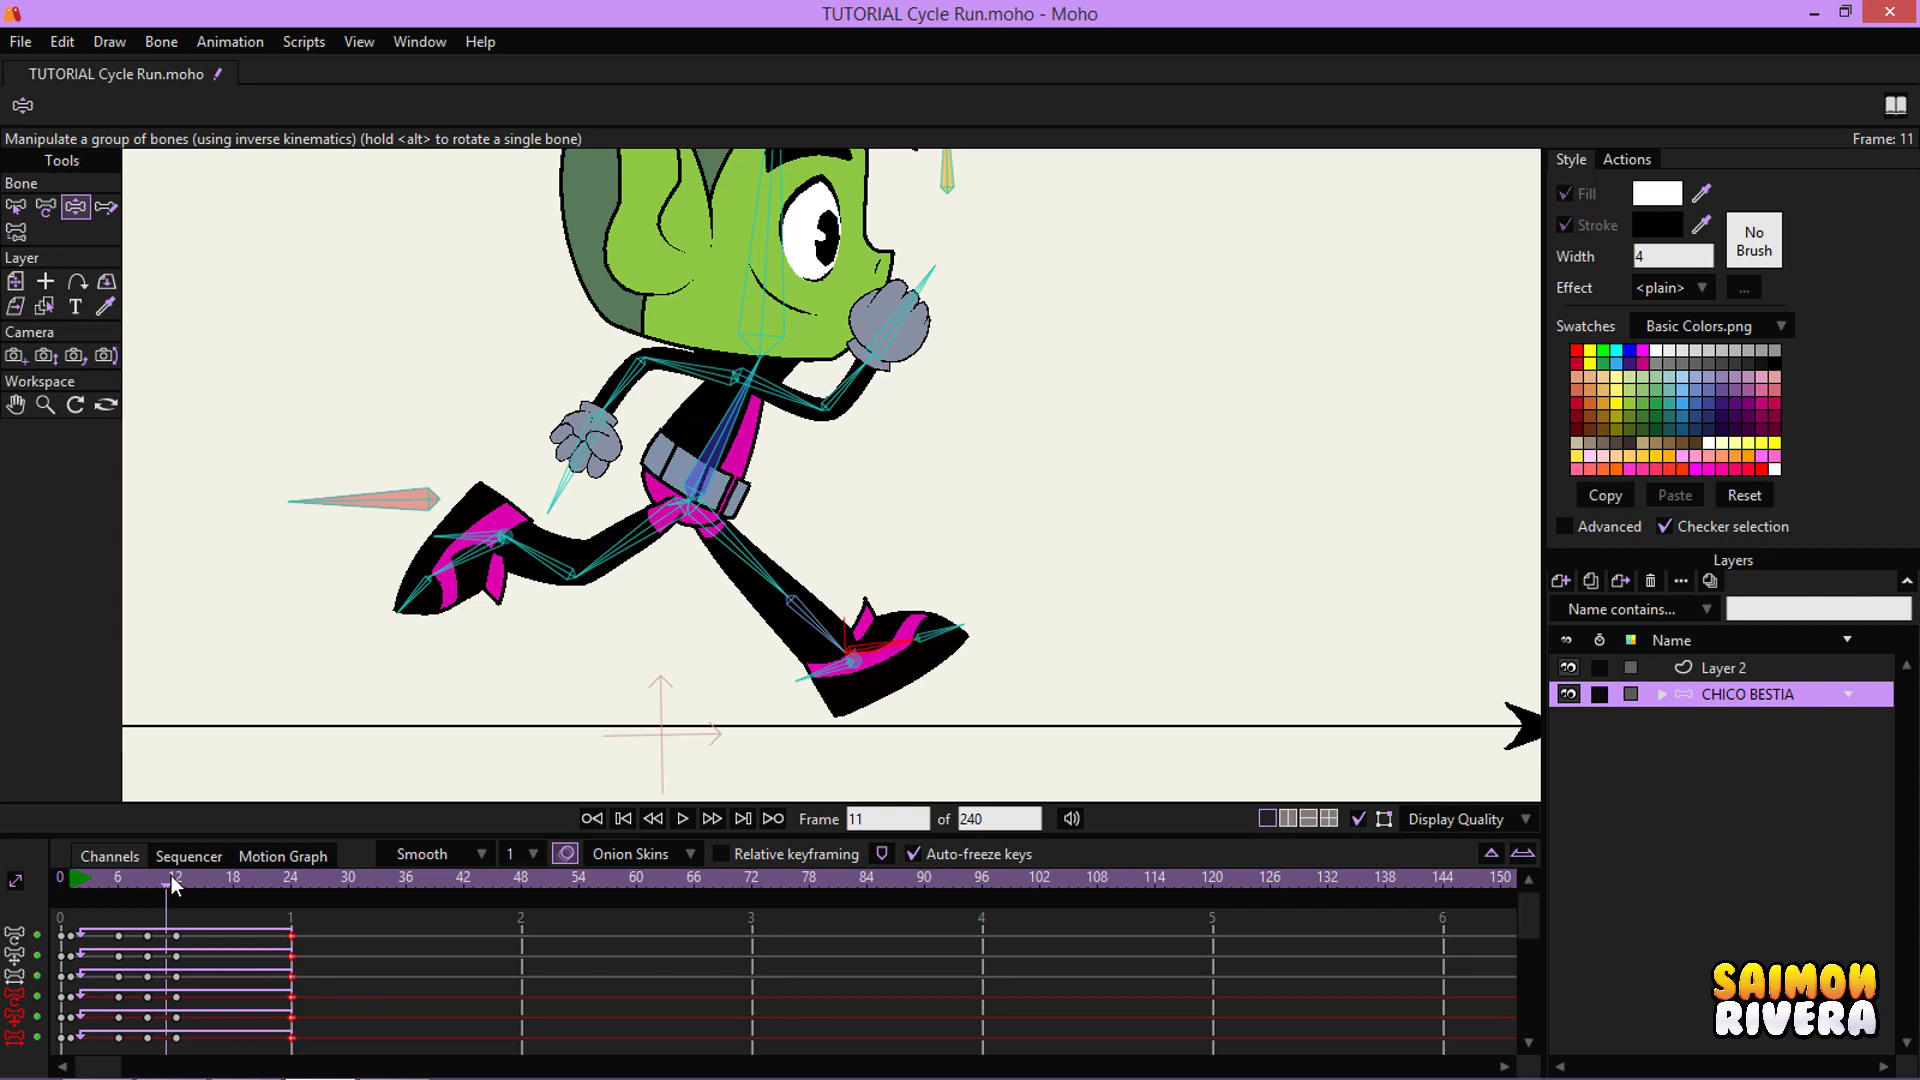 TUTORIAL Cycle Run.moho - Moho
File Edit Draw Bone Animation Scripts View Window Help
TUTORIAL Cycle Run.moho
Manipulate a group of bones (using inverse kinematics) (hold <alt> to rotate a single bone)
Frame: 11
Tools
Bone
Layer
Camera
Workspace
Style Actions
Fill
Stroke
No Brush
Width 4
Effect <plain> ...
Swatches Basic Colors.png
Copy Paste Reset
Advanced Checker selection
Layers
Name contains...
Name
Layer 2
CHICO BESTIA
Frame 11 of 240
Display Quality
Channels Sequencer Motion Graph Smooth 1 Onion Skins Relative keyframing Auto-freeze keys
0 6 12 18 24 30 36 42 48 54 60 66 72 78 84 90 96 102 108 114 120 126 132 138 144 150
0 1 2 3 4 5 6
SAIMON
RIVERA